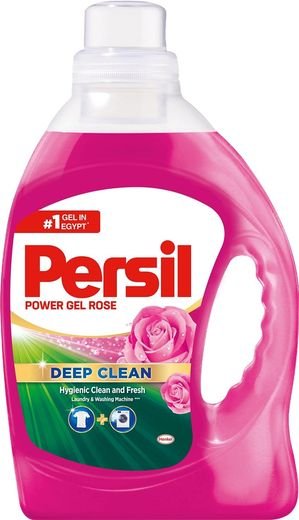 #1 GEL IN
EGYPT*
Persil
POWER GEL ROSE
DEEP CLEAN
Hygienic Clean and Fresh
Laundry & Washing Machine ***
+
Henkel